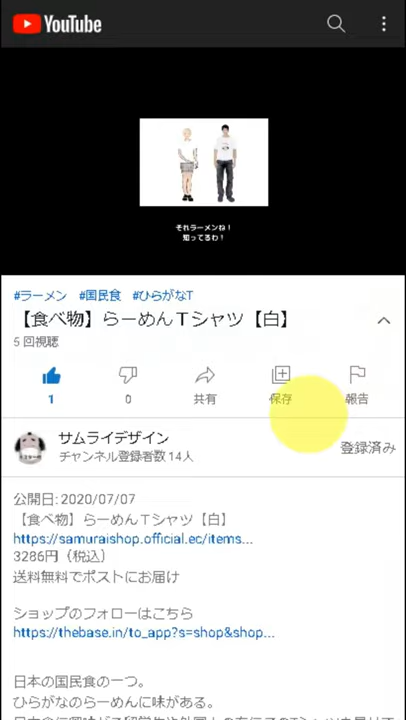 YouTube
それラーメンね！
知ってるわ！
#ラーメン #国民食 #ひらがなT
【食べ物】らーめんTシャツ【白】
5 回視聴
1 0 共有 保存 報告
サムライデザイン
チャンネル登録者数 14人
登録済み
公開日: 2020/07/07
【食べ物】らーめんTシャツ【白】
https://samuraishop.official.ec/items...
3286円（税込）
送料無料でポストにお届け
ショップのフォローはこちら
https://thebase.in/to_app?s=shop&shop...
日本の国民食の一つ。
ひらがなのらーめんに味がある。